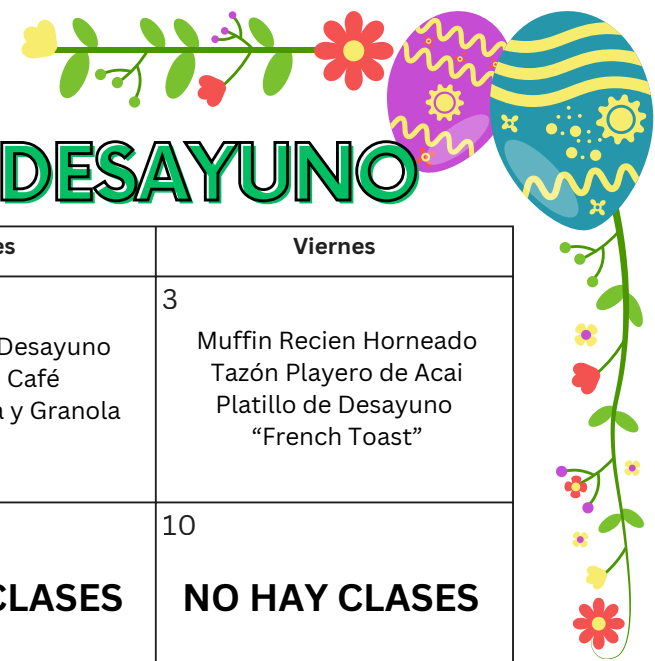 DESAYUNO
es Viernes
3
Desayuno
Café
y Granola
Muffin Recien Horneado
Tazón Playero de Acai
Platillo de Desayuno
“French Toast”
10
CLASES
NO HAY CLASES